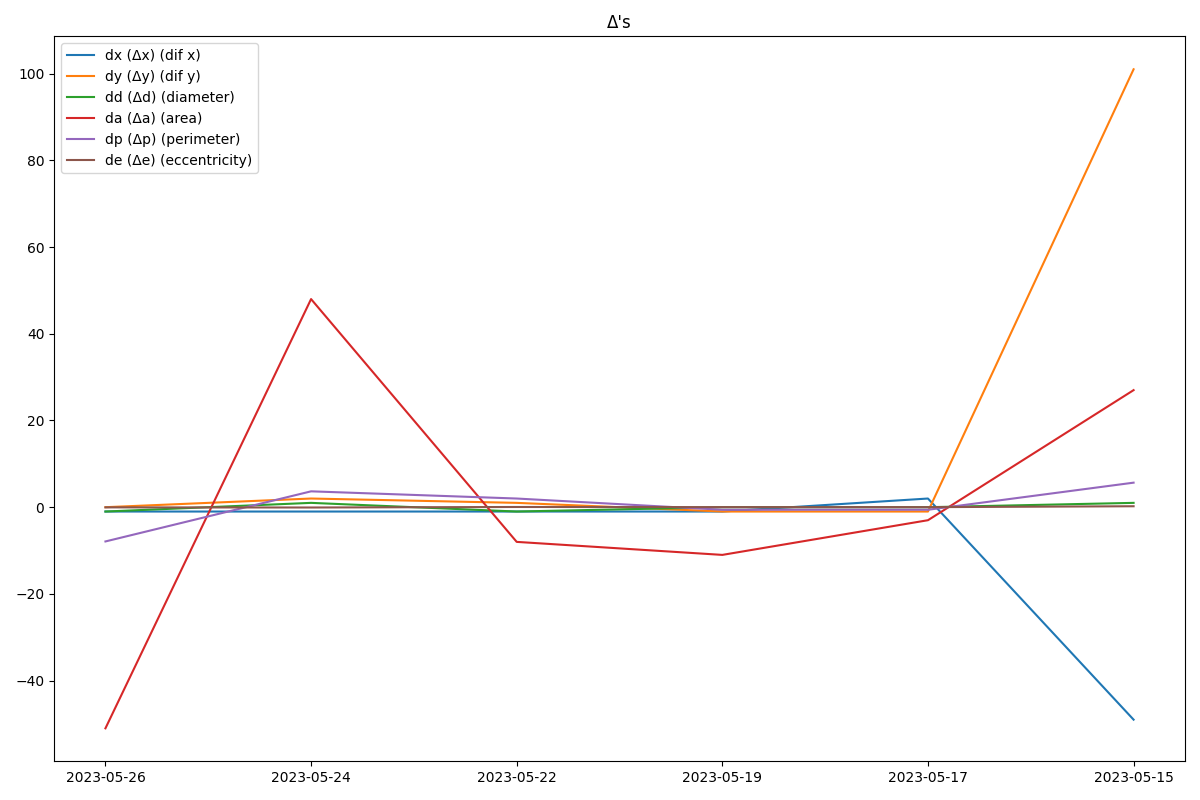 Δ's
dx (Δx) (dif x)
dy (Δy) (dif y)
dd (Δd) (diameter)
da (Δa) (area)
dp (Δp) (perimeter)
de (Δe) (eccentricity)
100
80
60
40
20
0
−20
−40
2023-05-26 2023-05-24 2023-05-22 2023-05-19 2023-05-17 2023-05-15